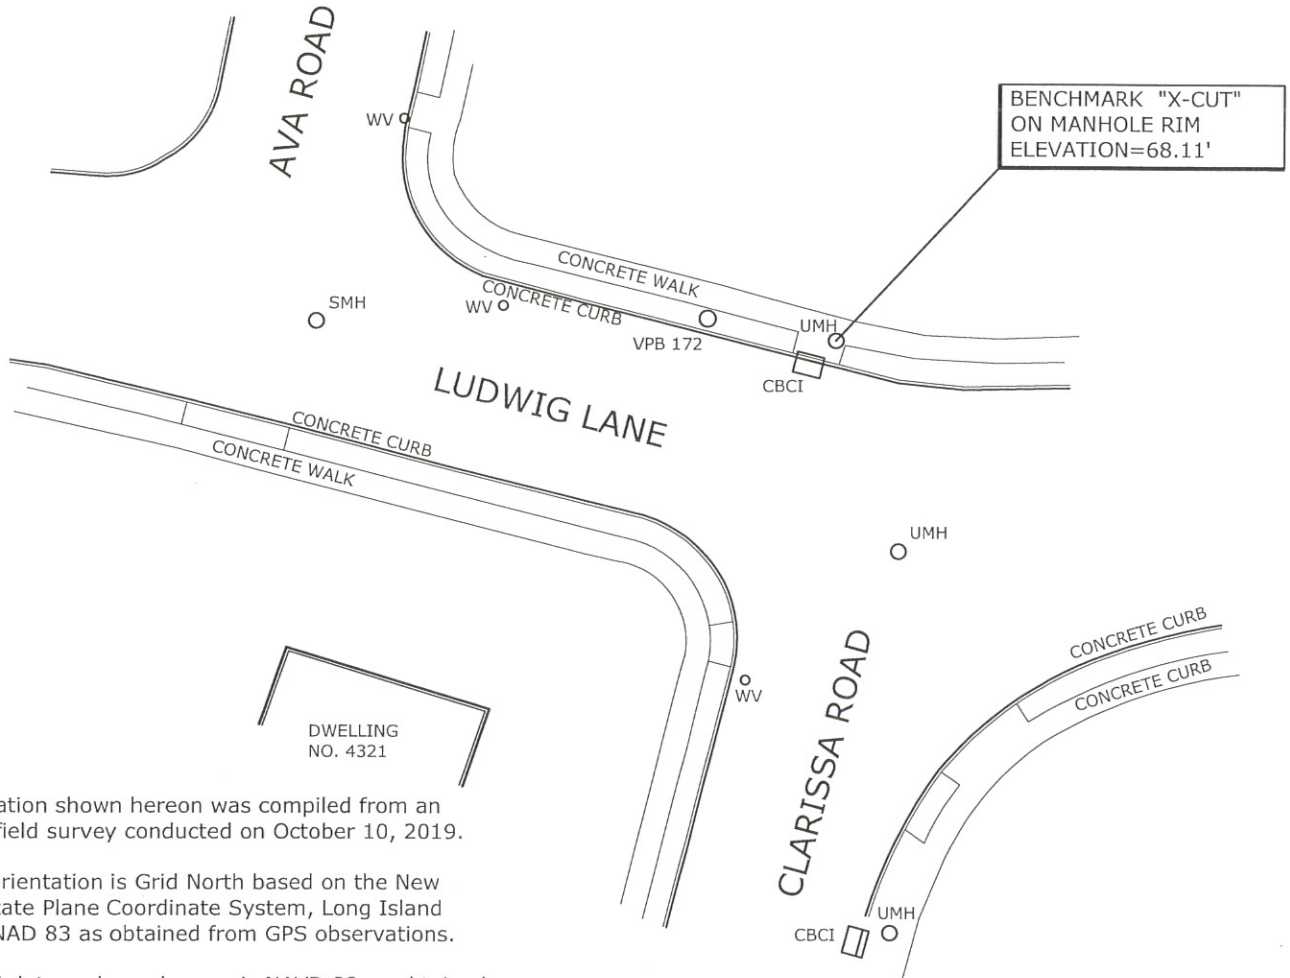 AVA ROAD
BENCHMARK "X-CUT"
ON MANHOLE RIM
ELEVATION=68.11'
WV
CONCRETE WALK
SMH
WV
CONCRETE CURB
UMH
VPB 172
CBCI
LUDWIG LANE
CONCRETE CURB
CONCRETE WALK
UMH
CONCRETE CURB
CONCRETE CURB
WV
CLARISSA ROAD
DWELLING
NO. 4321
ation shown hereon was compiled from an
field survey conducted on October 10, 2019.
rientation is Grid North based on the New
tate Plane Coordinate System, Long Island
NAD 83 as obtained from GPS observations.
UMH
CBCI